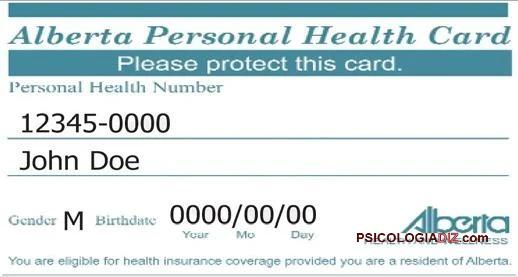 Alberta Personal Health Card
Please protect this card.
Personal Health Number
12345-0000
John Doe
Gender M Birthdate 0000/00/00
Year Mo Day
Alberta
PSICOLOGIADIZ.com
You are eligible for health insurance coverage provided you are a resident of Alberta.